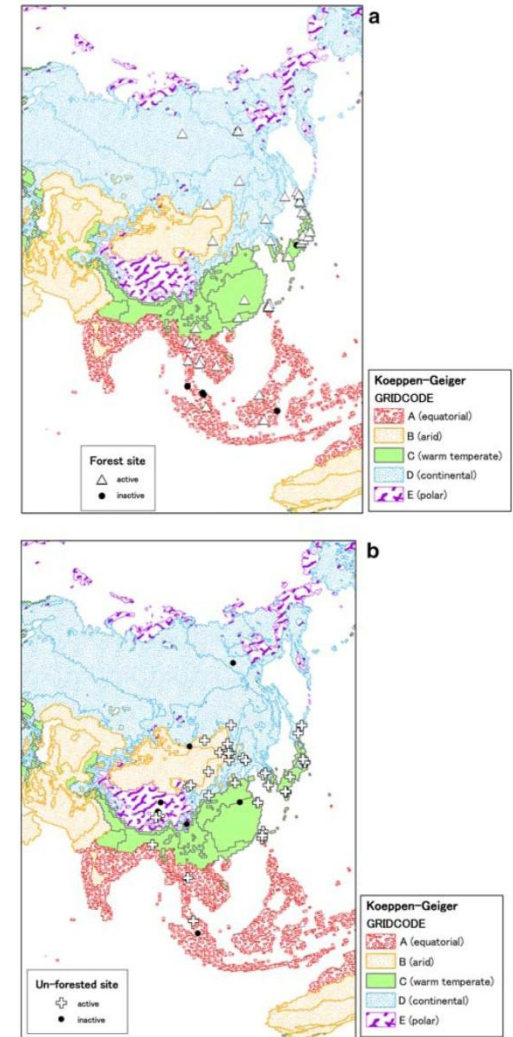 a
Koeppen-Geiger
GRIDCODE
A (equatorial)
B (arid)
C (warm temperate)
D (continental)
E (polar)
Forest site
active
inactive
b
Koeppen-Geiger
GRIDCODE
A (equatorial)
B (arid)
C (warm temperate)
D (continental)
E (polar)
Un-forested site
active
inactive